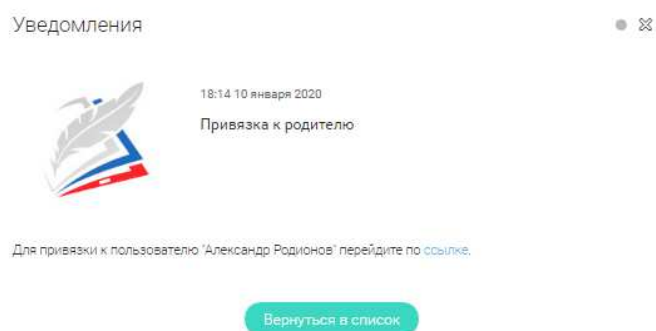 Уведомления
18:14 10 января 2020
Привязка к родителю
Для привязки к пользователю "Александр Родионов" перейдите по ссылке.
Вернуться в список